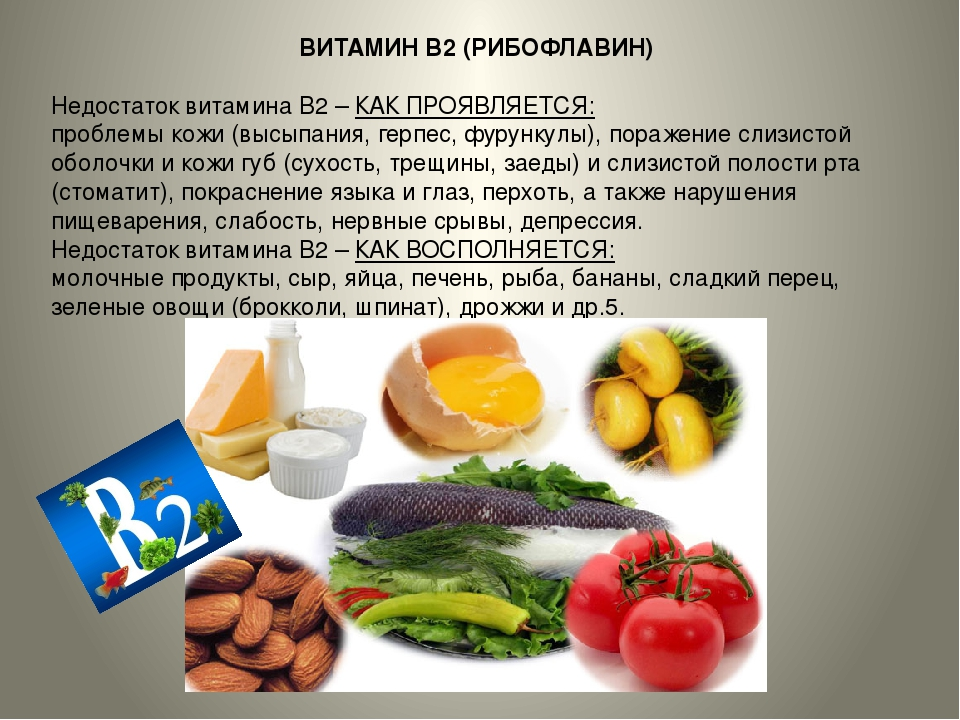 ВИТАМИН В2 (РИБОФЛАВИН)
Недостаток витамина В2 – КАК ПРОЯВЛЯЕТСЯ:
проблемы кожи (высыпания, герпес, фурункулы), поражение слизистой
оболочки и кожи губ (сухость, трещины, заеды) и слизистой полости рта
(стоматит), покраснение языка и глаз, перхоть, а также нарушения
пищеварения, слабость, нервные срывы, депрессия.
Недостаток витамина В2 – КАК ВОСПОЛНЯЕТСЯ:
молочные продукты, сыр, яйца, печень, рыба, бананы, сладкий перец,
зеленые овощи (брокколи, шпинат), дрожжи и др.5.
B2